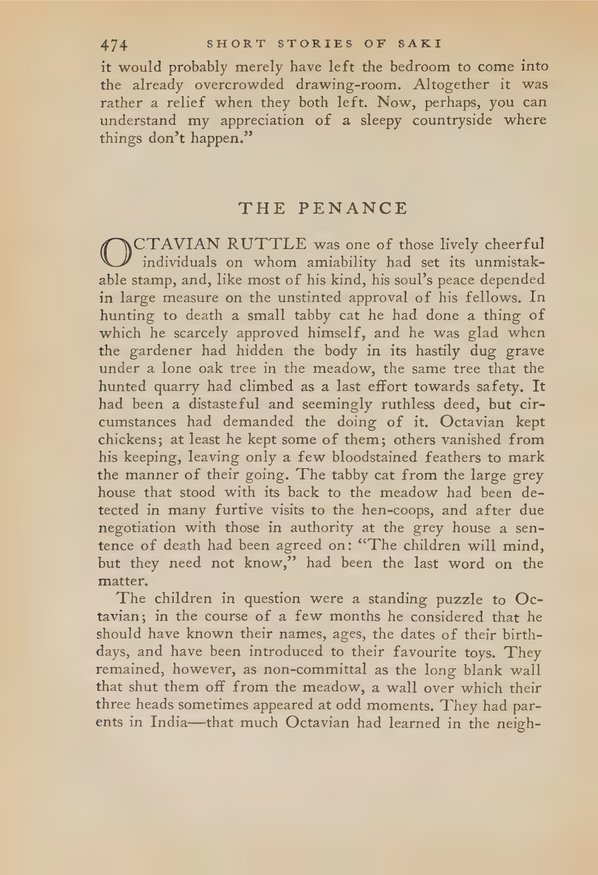 474 SHORT STORIES OF SAKI
it would probably merely have left the bedroom to come into
the already overcrowded drawing-room. Altogether it was
rather a relief when they both left. Now, perhaps, you can
understand my appreciation of a sleepy countryside where
things don’t happen.”
THE PENANCE
OCTAVIAN RUTTLE was one of those lively cheerful
individuals on whom amiability had set its unmistak-
able stamp, and, like most of his kind, his soul’s peace depended
in large measure on the unstinted approval of his fellows. In
hunting to death a small tabby cat he had done a thing of
which he scarcely approved himself, and he was glad when
the gardener had hidden the body in its hastily dug grave
under a lone oak tree in the meadow, the same tree that the
hunted quarry had climbed as a last effort towards safety. It
had been a distasteful and seemingly ruthless deed, but cir-
cumstances had demanded the doing of it. Octavian kept
chickens; at least he kept some of them; others vanished from
his keeping, leaving only a few bloodstained feathers to mark
the manner of their going. The tabby cat from the large grey
house that stood with its back to the meadow had been de-
tected in many furtive visits to the hen-coops, and after due
negotiation with those in authority at the grey house a sen-
tence of death had been agreed on: “The children will mind,
but they need not know,” had been the last word on the
matter.
The children in question were a standing puzzle to Oc-
tavian; in the course of a few months he considered that he
should have known their names, ages, the dates of their birth-
days, and have been introduced to their favourite toys. They
remained, however, as non-committal as the long blank wall
that shut them off from the meadow, a wall over which their
three heads sometimes appeared at odd moments. They had par-
ents in India—that much Octavian had learned in the neigh-